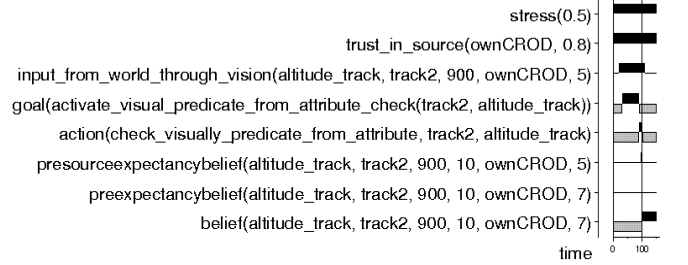 stress(0.5)
trust_in_source(ownCROD, 0.8)
input_from_world_through_vision(altitude_track, track2, 900, ownCROD, 5)
goal(activate_visual_predicate_from_attribute_check(track2, altitude_track))
action(check_visually_predicate_from_attribute, track2, altitude_track)
presourceexpectancybelief(altitude_track, track2, 900, 10, ownCROD, 5)
preexpectancybelief(altitude_track, track2, 900, 10, ownCROD, 7)
belief(altitude_track, track2, 900, 10, ownCROD, 7)
time 0 100